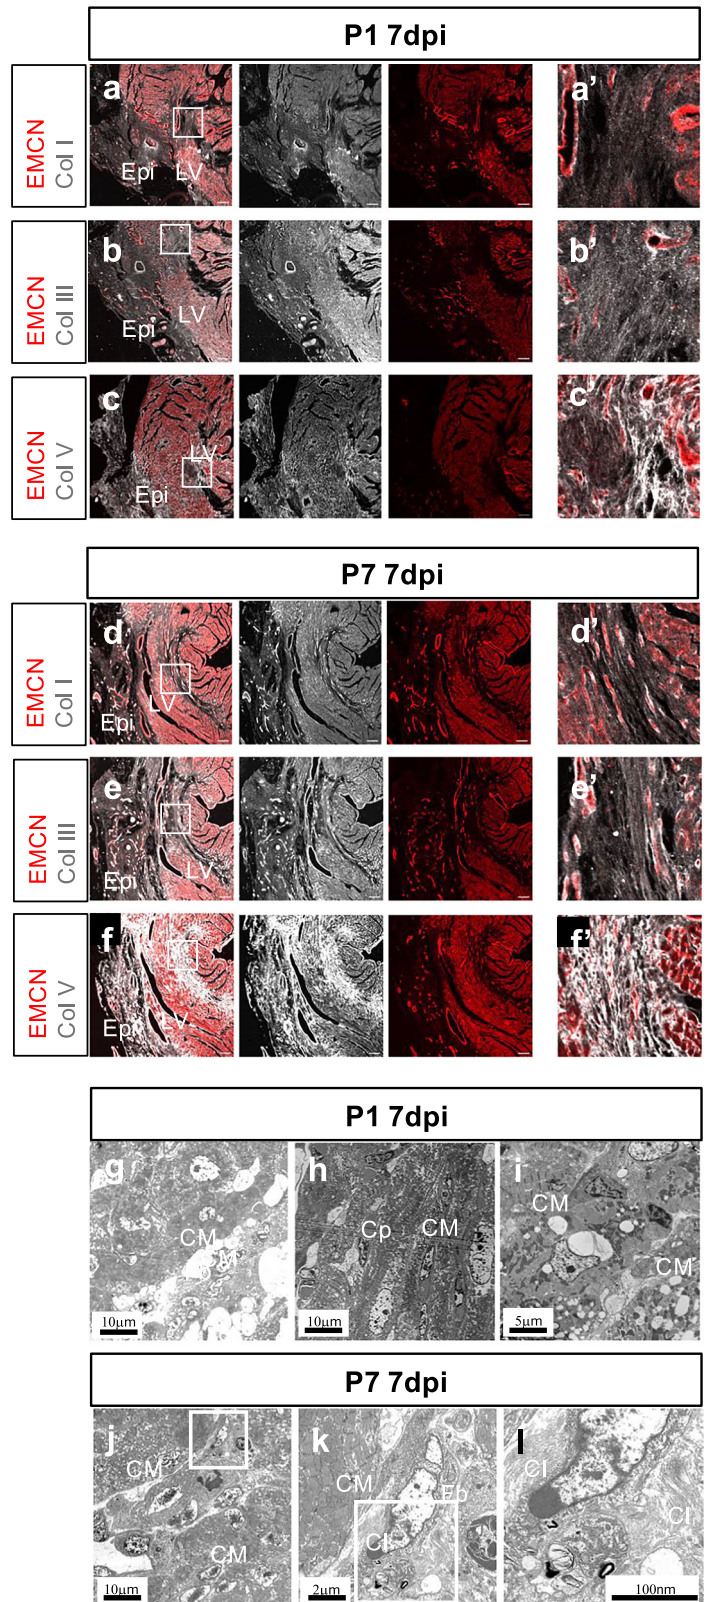 P1 7dpi
EMCN
Col I
a
Epi
LV
a’
EMCN
Col III
b
Epi
LV
b’
EMCN
Col V
c
Epi
LV
c’
P7 7dpi
EMCN
Col I
d
Epi
LV
d’
EMCN
Col III
e
Epi
LV
e’
EMCN
Col V
f
Epi
LV
f’
P1 7dpi
g
CM
M
10μm
h
Cp
CM
10μm
i
CM
CM
5μm
P7 7dpi
j
CM
CM
10μm
k
CM
Fb
Cl
2μm
l
Cl
Cl
100nm